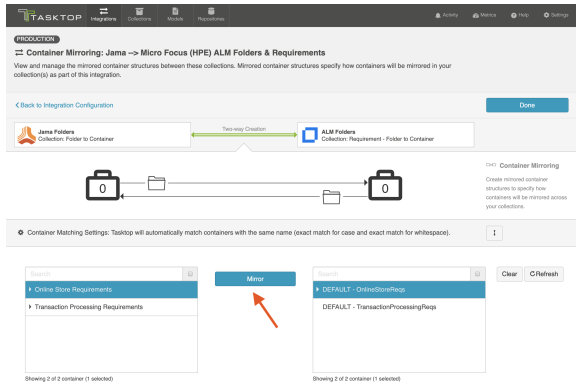 TASKTOP
Integrations
Collections
Models
Repositories
Activity
Metrics
Help
Settings
PRODUCTION
Container Mirroring: Jama --> Micro Focus (HPE) ALM Folders & Requirements
View and manage the mirrored container structures between these collections. Mirrored container structures specify how containers will be mirrored in your
collection(s) as part of this integration.
Back to Integration Configuration
Done
Jama Folders
Collection: Folder to Container
Two-way Creation
ALM Folders
Collection: Requirement - Folder to Container
0
0
Container Mirroring
Create mirrored container
structures to specify how
containers will be mirrored across
your collections.
Container Matching Settings: Tasktop will automatically match containers with the same name (exact match for case and exact match for whitespace).
Search
Mirror
Search
Clear
Refresh
Online Store Requirements
DEFAULT - OnlineStoreReqs
Transaction Processing Requirements
DEFAULT - TransactionProcessingReqs
Showing 2 of 2 container (1 selected)
Showing 2 of 2 container (1 selected)